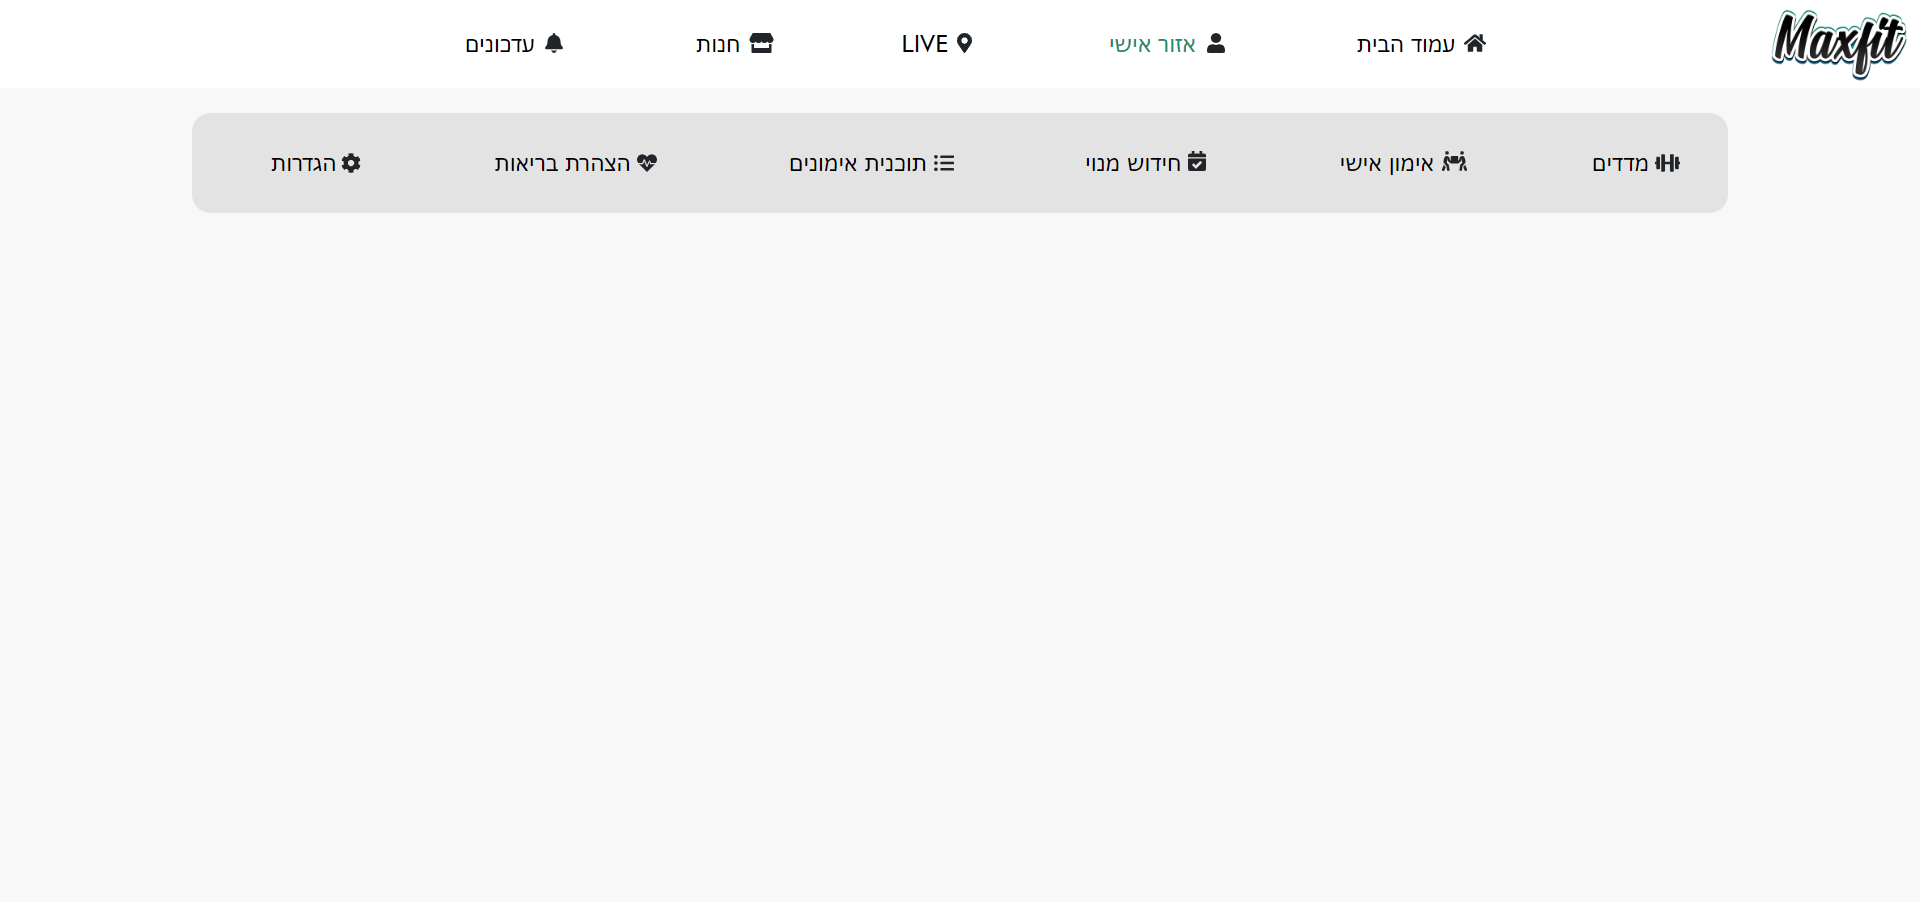 Maxfit
עמוד הבית
אזור אישי
LIVE
חנות
עדכונים
מדדים
אימון אישי
חידוש מנוי
תוכנית אימונים
הצהרת בריאות
הגדרות